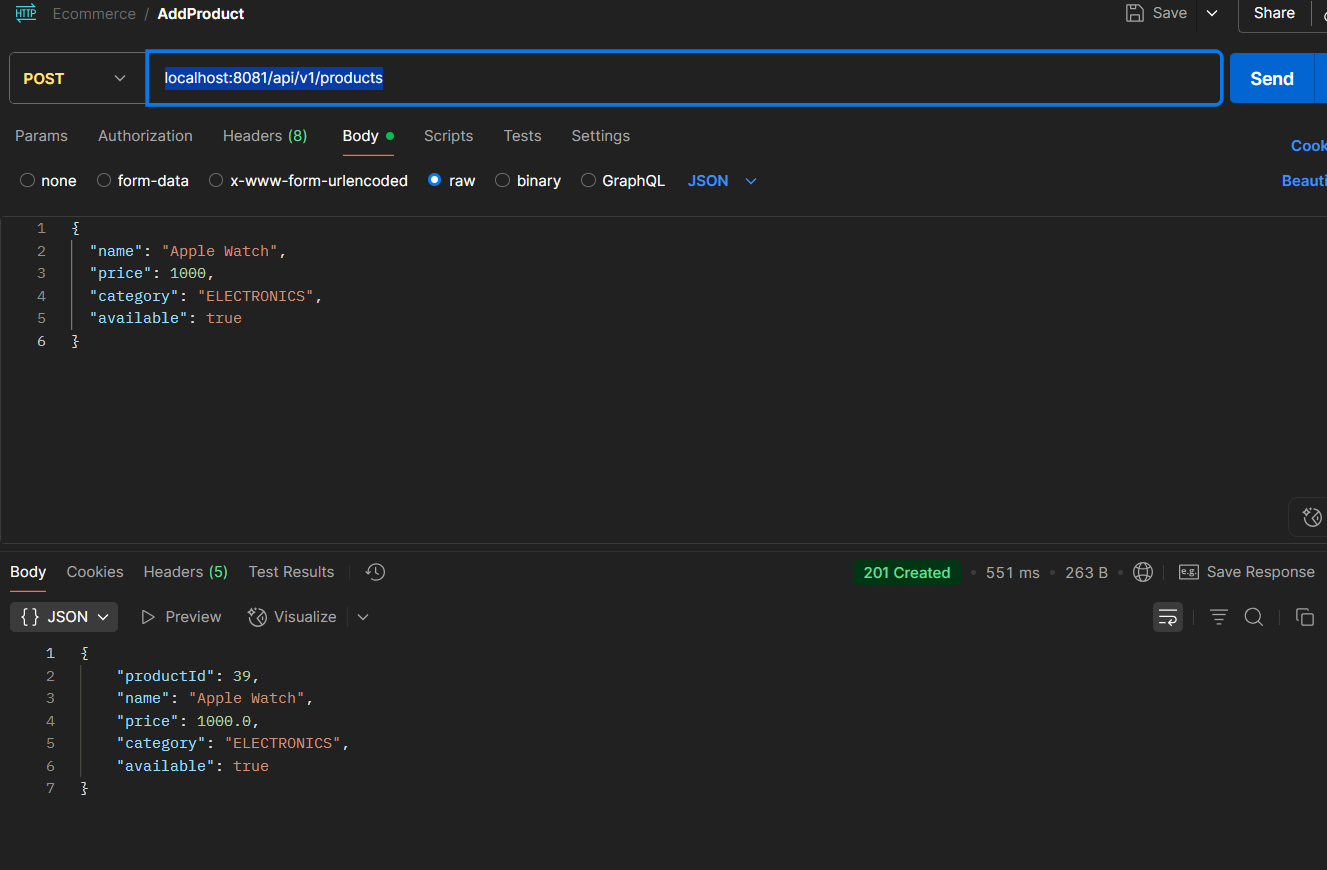 HTTP Ecommerce / AddProduct Save Share
POST localhost:8081/api/v1/products Send
Params Authorization Headers (8) Body Scripts Tests Settings
Cook
none form-data x-www-form-urlencoded raw binary GraphQL JSON Beauti
1 {
2 "name": "Apple Watch",
3 "price": 1000,
4 "category": "ELECTRONICS",
5 "available": true
6 }
Body Cookies Headers (5) Test Results 201 Created • 551 ms • 263 B • e.g. Save Response
{} JSON Preview Visualize
1 {
2 "productId": 39,
3 "name": "Apple Watch",
4 "price": 1000.0,
5 "category": "ELECTRONICS",
6 "available": true
7 }